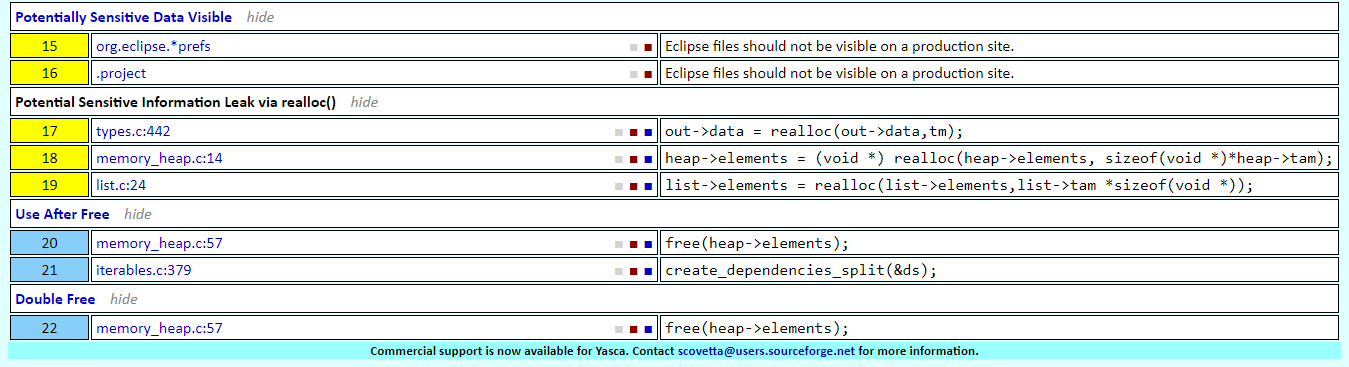 Potentially Sensitive Data Visible hide
15 org.eclipse.*prefs Eclipse files should not be visible on a production site.
16 .project Eclipse files should not be visible on a production site.
Potential Sensitive Information Leak via realloc() hide
17 types.c:442 out->data = realloc(out->data,tm);
18 memory_heap.c:14 heap->elements = (void *) realloc(heap->elements, sizeof(void *)*heap->tam);
19 list.c:24 list->elements = realloc(list->elements,list->tam *sizeof(void *));
Use After Free hide
20 memory_heap.c:57 free(heap->elements);
21 iterables.c:379 create_dependencies_split(&ds);
Double Free hide
22 memory_heap.c:57 free(heap->elements);
Commercial support is now available for Yasca. Contact scovetta@users.sourceforge.net for more information.